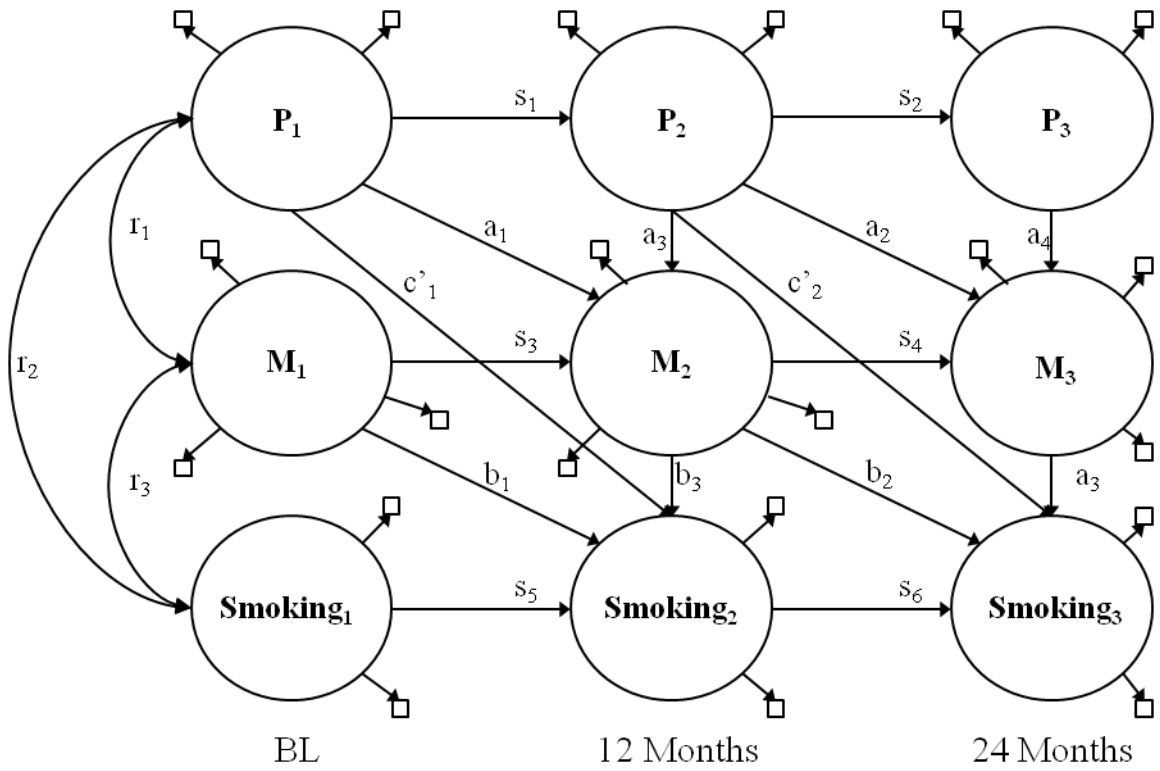 P₁ s₁ P₂ s₂ P₃
r₁ a₁ a₃ a₂ a₄
c'₁ c'₂
r₂ M₁ s₃ M₂ s₄ M₃
r₃ b₁ b₃ b₂ a₃
Smoking₁ s₅ Smoking₂ s₆ Smoking₃
BL 12 Months 24 Months